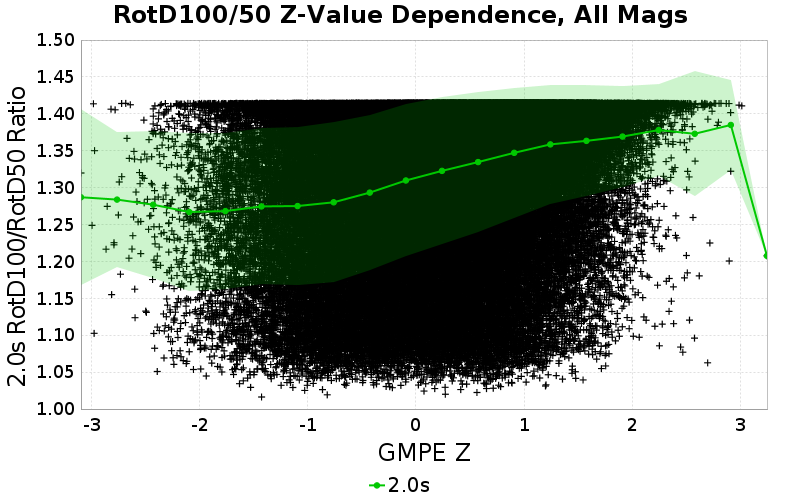 RotD100/50 Z-Value Dependence, All Mags
2.0s RotD100/RotD50 Ratio
1.50
1.45
1.40
1.35
1.30
1.25
1.20
1.15
1.10
1.05
1.00
-3 -2 -1 0 1 2 3
GMPE Z
2.0s